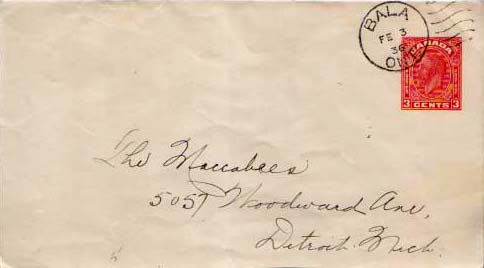 BALA
FE 3
36
ONT
CANADA
3 CENTS 3
The Maccabees
5057 Woodward Ave,
Detroit Mich.